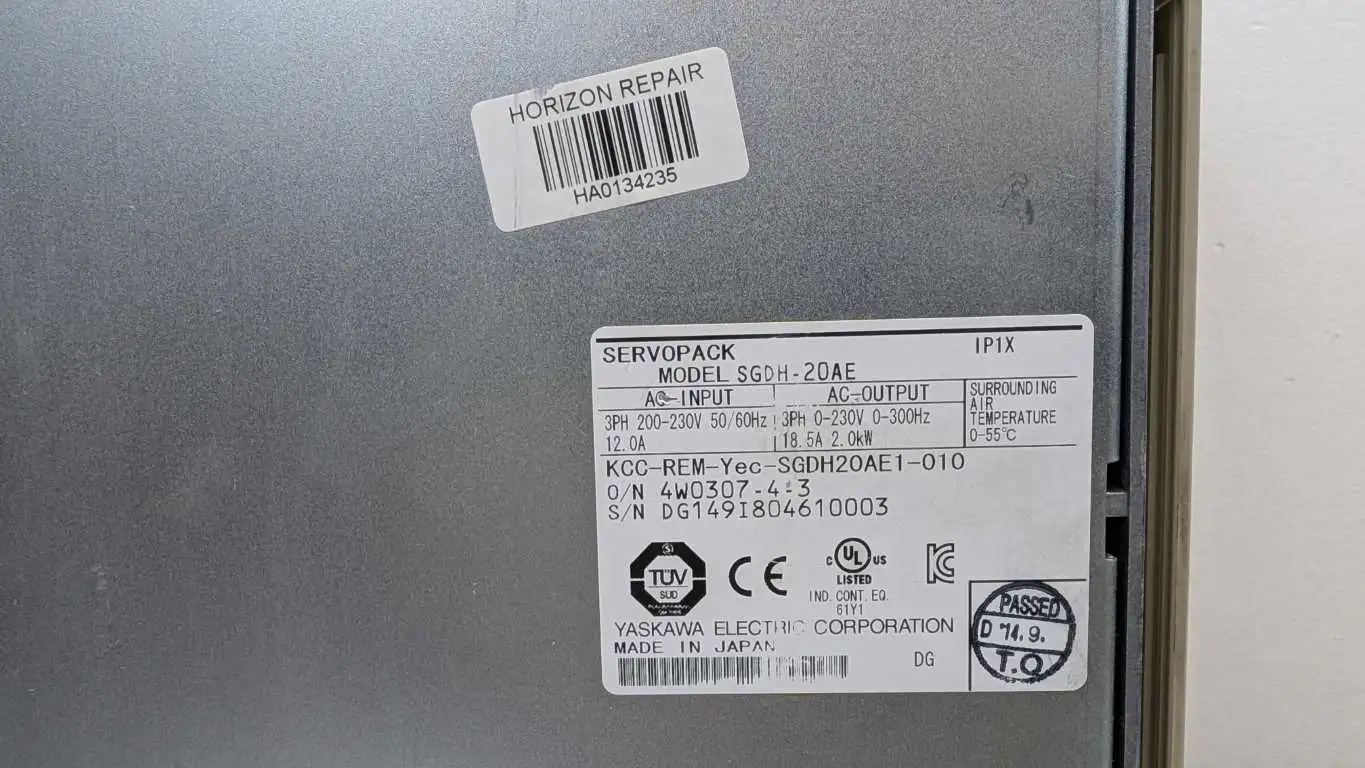 HORIZON REPAIR
HA0134235
SERVOPACK
IP1X
MODEL SGDH-20AE
AC-INPUT
AC-OUTPUT
SURROUNDING
AIR
TEMPERATURE
0-55℃
3PH 200-230V 50/60Hz
3PH 0-230V 0-300Hz
12.0A
18.5A 2.0kW
KCC-REM-Yec-SGDH20AE1-010
O/N 4W0307-4-3
S/N DG149I804610003
TÜV
SÜD
CE
C UL US
LISTED
IND. CONT. EQ.
61Y1
KC
YASKAWA ELECTRIC CORPORATION
MADE IN JAPAN
DG
PASSED
D '14.9.
T.Q